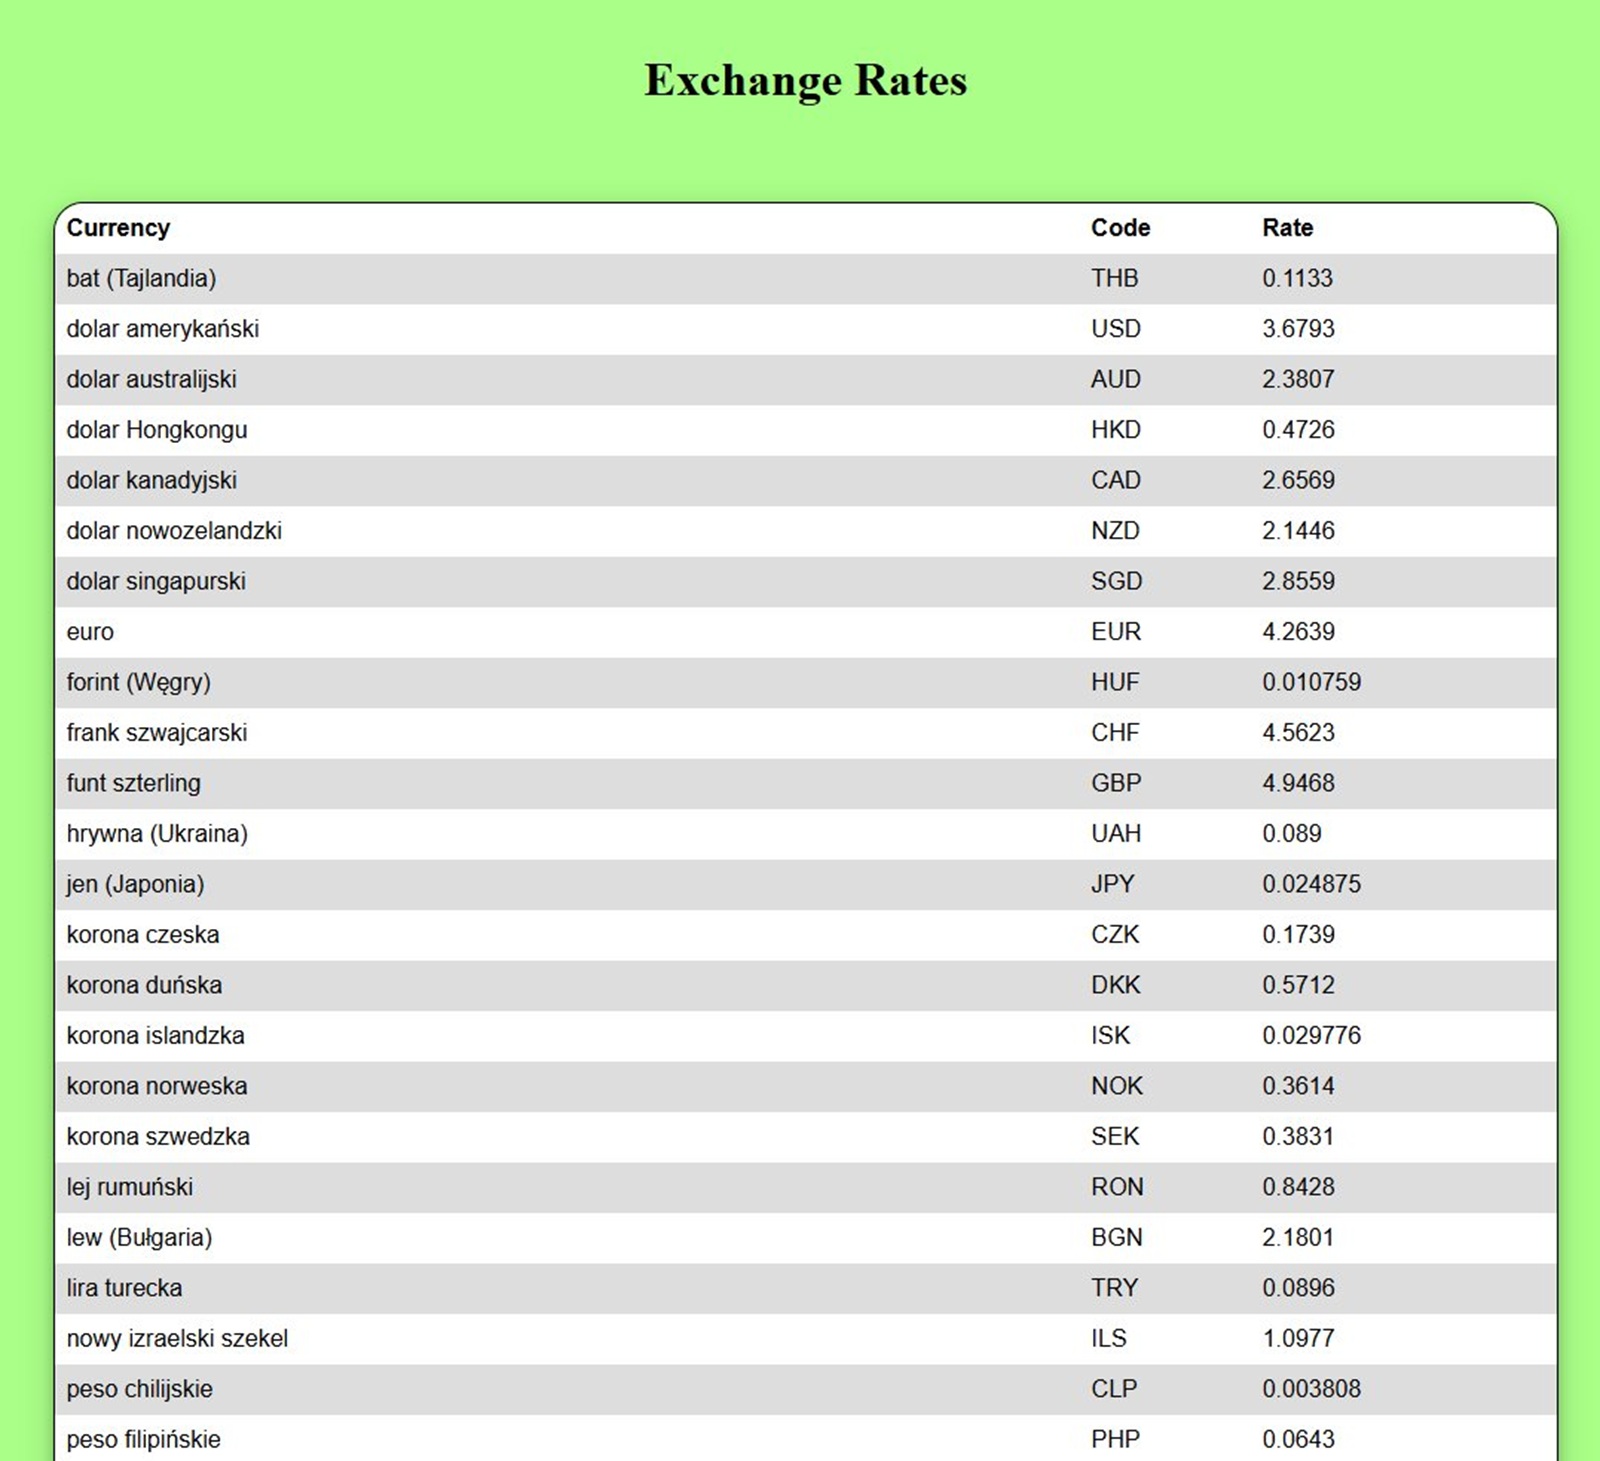 Exchange Rates
Currency Code Rate
bat (Tajlandia) THB 0.1133
dolar amerykański USD 3.6793
dolar australijski AUD 2.3807
dolar Hongkongu HKD 0.4726
dolar kanadyjski CAD 2.6569
dolar nowozelandzki NZD 2.1446
dolar singapurski SGD 2.8559
euro EUR 4.2639
forint (Węgry) HUF 0.010759
frank szwajcarski CHF 4.5623
funt szterling GBP 4.9468
hrywna (Ukraina) UAH 0.089
jen (Japonia) JPY 0.024875
korona czeska CZK 0.1739
korona duńska DKK 0.5712
korona islandzka ISK 0.029776
korona norweska NOK 0.3614
korona szwedzka SEK 0.3831
lej rumuński RON 0.8428
lew (Bułgaria) BGN 2.1801
lira turecka TRY 0.0896
nowy izraelski szekel ILS 1.0977
peso chilijskie CLP 0.003808
peso filipińskie PHP 0.0643